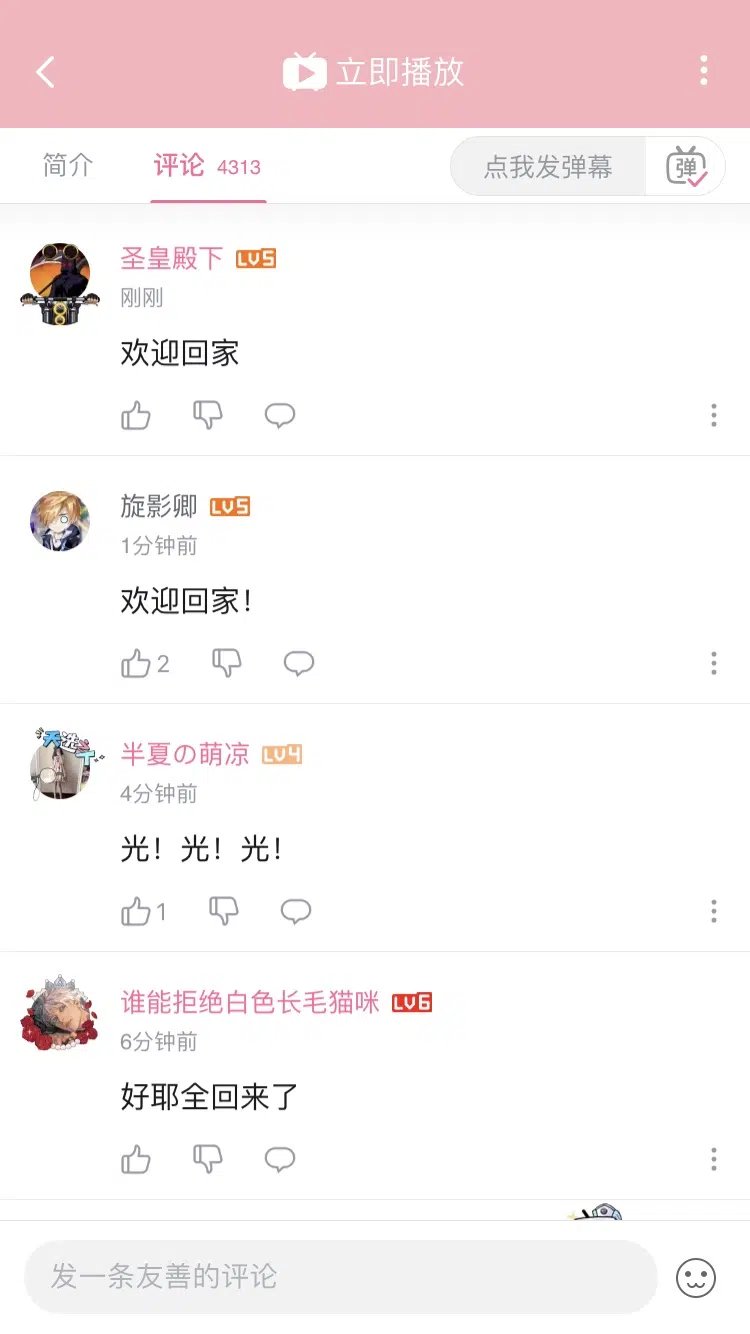 立即播放
简介 评论 4313 点我发弹幕 弹
圣皇殿下 LV5
刚刚
欢迎回家
旋影卿 LV5
1分钟前
欢迎回家！
2
半夏の萌凉 LV4
4分钟前
光！光！光！
1
谁能拒绝白色长毛猫咪 LV6
6分钟前
好耶全回来了
发一条友善的评论